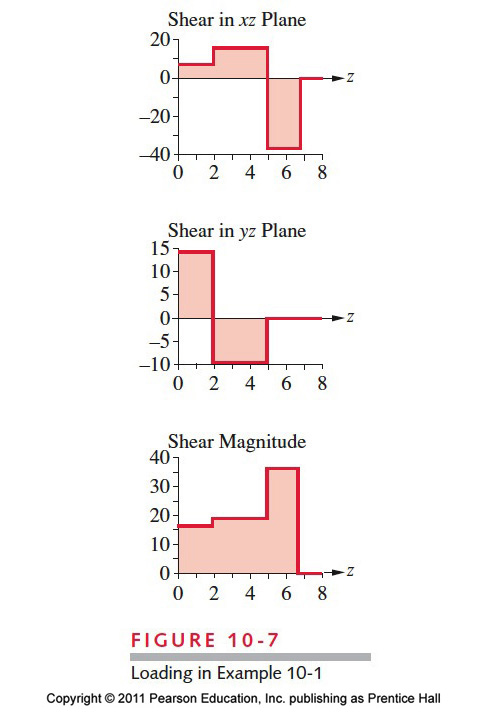 Shear in xz Plane
20
0
z
–20
–40
0 2 4 6 8
Shear in yz Plane
15
10
5
0
z
–5
–10
0 2 4 6 8
Shear Magnitude
40
30
20
10
0
z
0 2 4 6 8
FIGURE 10-7
Loading in Example 10-1
Copyright © 2011 Pearson Education, Inc. publishing as Prentice Hall